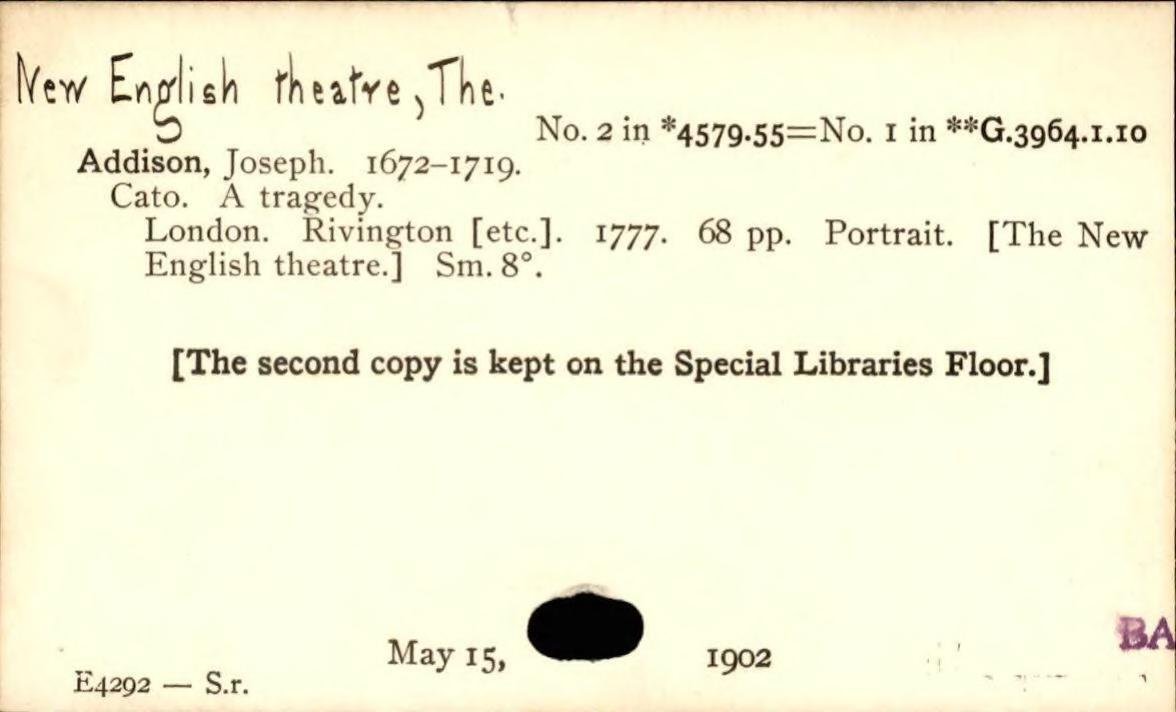 New English theatre, The.
No. 2 in *4579.55=No. 1 in **G.3964.1.10
Addison, Joseph. 1672–1719.
Cato. A tragedy.
London. Rivington [etc.]. 1777. 68 pp. Portrait. [The New
English theatre.] Sm. 8°.
[The second copy is kept on the Special Libraries Floor.]
BA
May 15, 1902
E4292 — S.r.